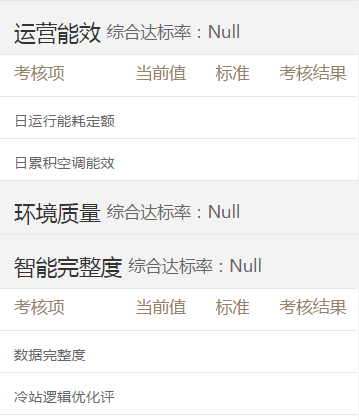 运营能效 综合达标率：Null
考核项 当前值 标准 考核结果
日运行能耗定额
日累积空调能效
环境质量 综合达标率：Null
智能完整度 综合达标率：Null
考核项 当前值 标准 考核结果
数据完整度
冷站逻辑优化评